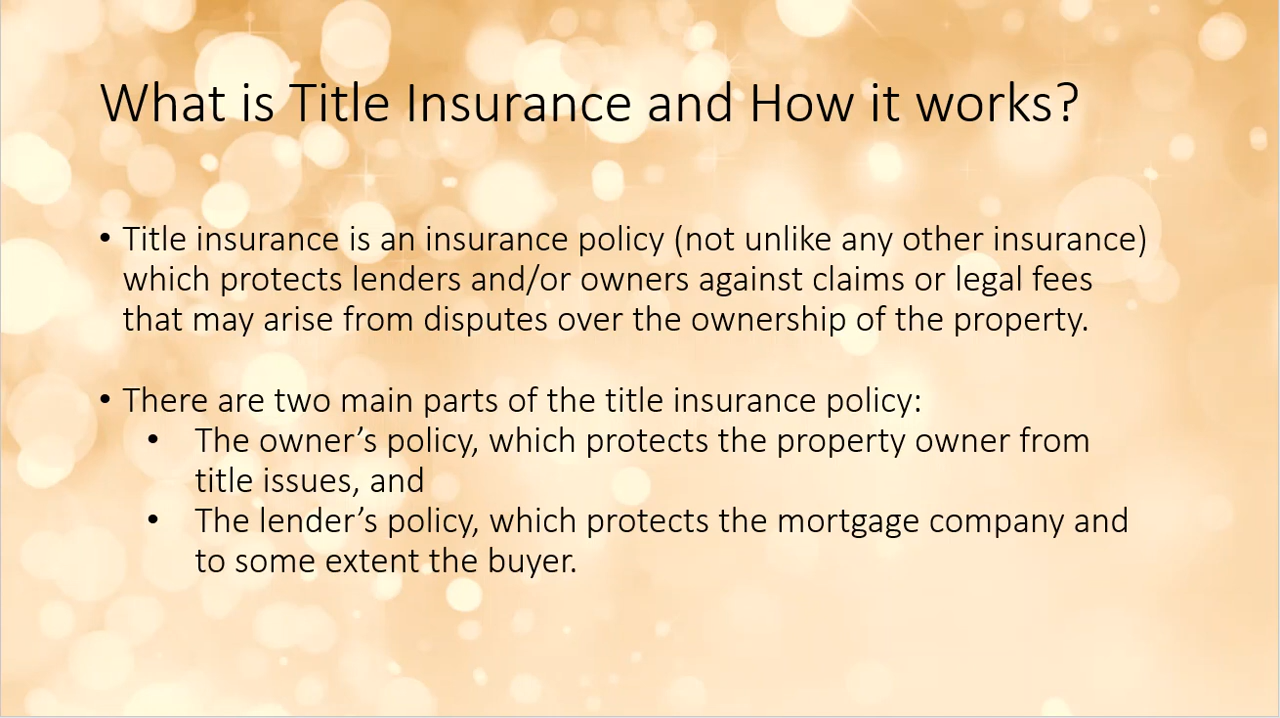 What is Title Insurance and How it works?
• Title insurance is an insurance policy (not unlike any other insurance)
which protects lenders and/or owners against claims or legal fees
that may arise from disputes over the ownership of the property.
• There are two main parts of the title insurance policy:
• The owner’s policy, which protects the property owner from
title issues, and
• The lender’s policy, which protects the mortgage company and
to some extent the buyer.